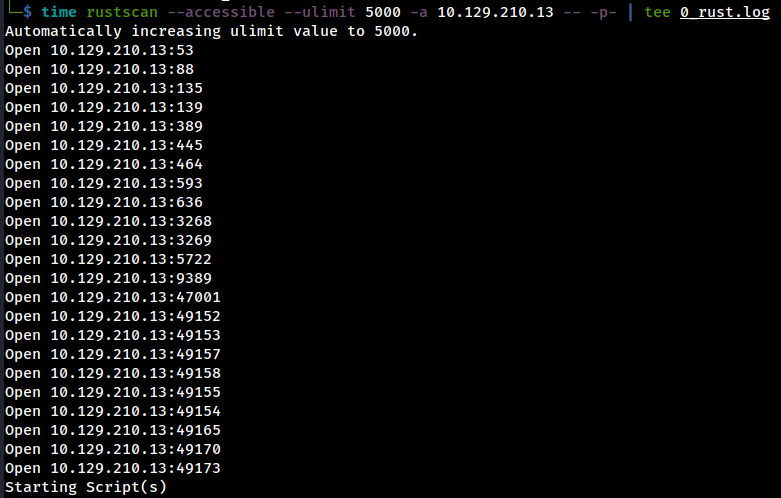 └─$ time rustscan --accessible --ulimit 5000 -a 10.129.210.13 -- -p- | tee 0_rust.log
Automatically increasing ulimit value to 5000.
Open 10.129.210.13:53
Open 10.129.210.13:88
Open 10.129.210.13:135
Open 10.129.210.13:139
Open 10.129.210.13:389
Open 10.129.210.13:445
Open 10.129.210.13:464
Open 10.129.210.13:593
Open 10.129.210.13:636
Open 10.129.210.13:3268
Open 10.129.210.13:3269
Open 10.129.210.13:5722
Open 10.129.210.13:9389
Open 10.129.210.13:47001
Open 10.129.210.13:49152
Open 10.129.210.13:49153
Open 10.129.210.13:49157
Open 10.129.210.13:49158
Open 10.129.210.13:49155
Open 10.129.210.13:49154
Open 10.129.210.13:49165
Open 10.129.210.13:49170
Open 10.129.210.13:49173
Starting Script(s)